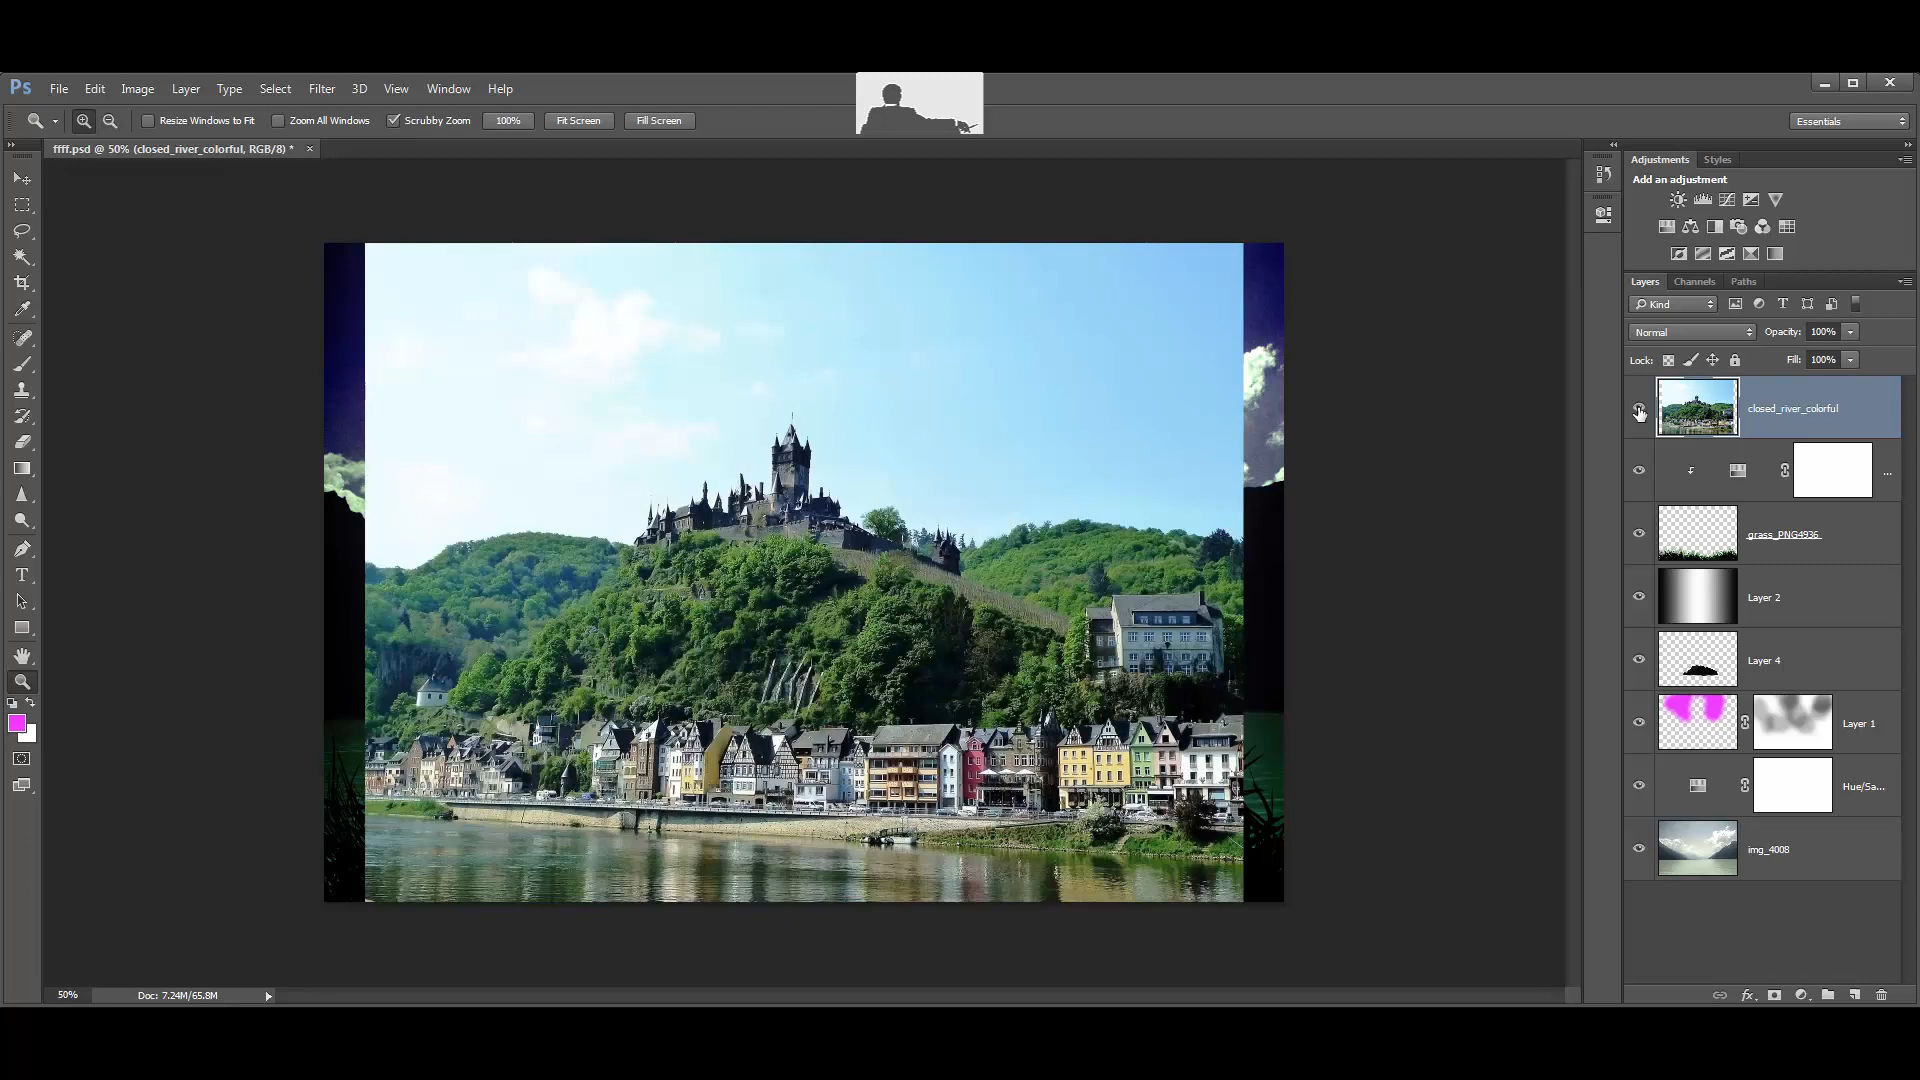 Ps File Edit Image Layer Type Select Filter 3D View Window Help
Resize Windows to Fit Zoom All Windows Scrubby Zoom 100% Fit Screen Fill Screen Essentials
ffff.psd @ 50% (closed_river_colorful, RGB/8) * ×
Adjustments Styles
Add an adjustment
Layers Channels Paths
Kind
Normal Opacity: 100%
Lock: Fill: 100%
closed_river_colorful
...
grass_PNG4936
Layer 2
Layer 4
Layer 1
Hue/Sa...
img_4008
50% Doc: 7.24M/65.8M
fx